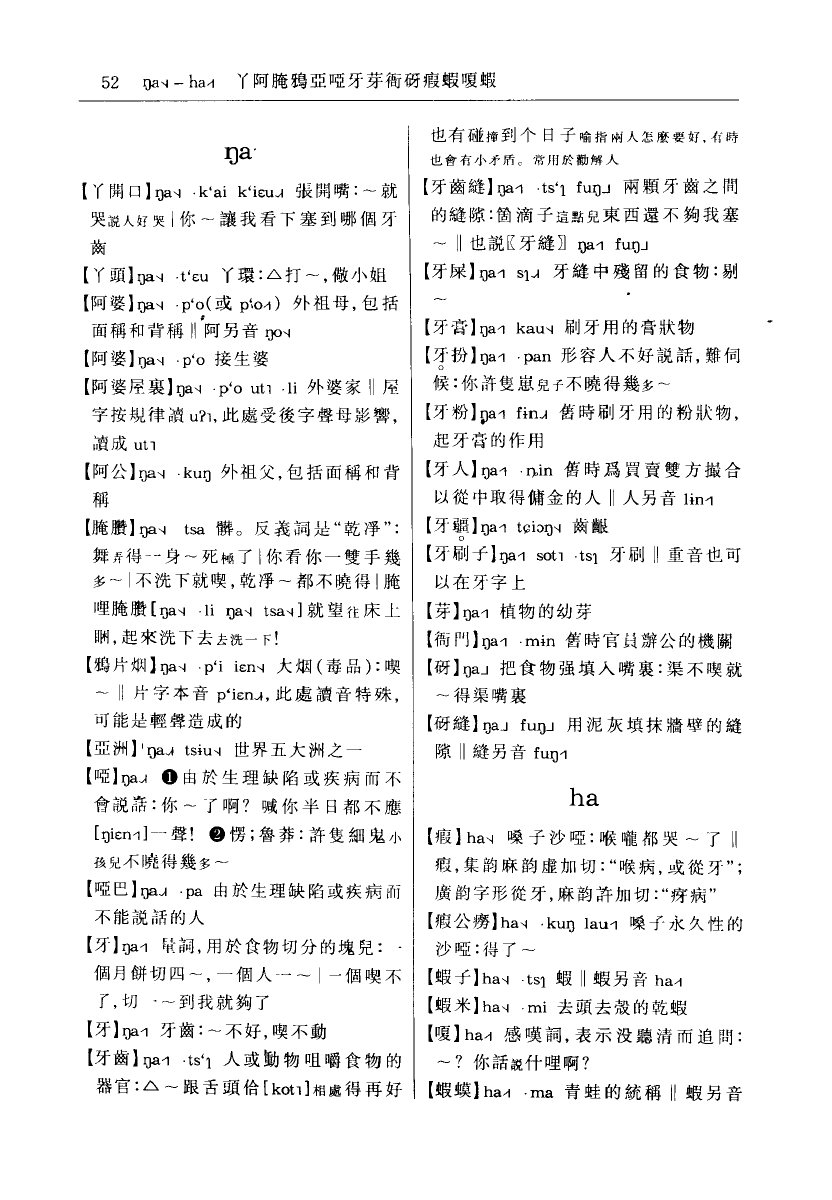 52 ŋa˧˩ – ha˨˦ 丫阿腌鴉亞啞牙芽衙砑瘕蝦嗄蝦
ŋa
【丫開口】ŋa˧˩ ·k‘ai k‘iɛu˨˩˧ 張開嘴：～就
哭説人好哭｜你～讓我看下塞到哪個牙
齒
【丫頭】ŋa˧˩ ·t‘ɛu 丫環：△打～，儆小姐
【阿婆】ŋa˧˩ ·p‘o（或 p‘o˨˦） 外祖母，包括
面稱和背稱‖阿另音 ŋo˧˩
【阿婆】ŋa˧˩ ·p‘o 接生婆
【阿婆屋裏】ŋa˧˩ ·p‘o ut˥ ·li 外婆家‖屋
字按規律讀 uʔ˥，此處受後字聲母影響，
讀成 ut˥
【阿公】ŋa˧˩ ·kuŋ 外祖父，包括面稱和背
稱
【腌臢】ŋa˧˩ tsa 髒。反義詞是“乾凈”：
舞弄得一身～死極了｜你看你一雙手幾
多～｜不洗下就喫，乾凈～都不曉得｜腌
哩腌臢［ŋa˧˩ ·li ŋa˧˩ tsa˧˩］就望往床上
睏，起來洗下去去洗一下！
【鴉片烟】ŋa˧˩ ·p‘i iɛn˧˩ 大烟（毒品）：喫
～‖片字本音 p‘iɛn˨˩˧，此處讀音特殊，
可能是輕聲造成的
【亞洲】ŋa˨˩˧ tsiu˧˩ 世界五大洲之一
【啞】ŋa˨˩˧ ❶由於生理缺陷或疾病而不
會説話：你～了啊？喊你半日都不應
［ŋiɛn˧˥］一聲！ ❷愣；魯莽：許隻細鬼小
孩兒不曉得幾多～
【啞巴】ŋa˨˩˧ ·pa 由於生理缺陷或疾病而
不能説話的人
【牙】ŋa˧˥ 量詞，用於食物切分的塊兒：一
個月餅切四～，一個人一～｜一個喫不
了，切一～到我就夠了
【牙】ŋa˧˥ 牙齒：～不好，喫不動
【牙齒】ŋa˧˥ ·ts‘ɿ 人或動物咀嚼食物的
器官：△～跟舌頭佮［kot˥］相處得再好
也有碰撞到个日子喻指兩人怎麽要好，有時
也會有小矛盾。常用於勸解人
【牙齒縫】ŋa˧˥ ·ts‘ɿ fuŋ˩ 兩顆牙齒之間
的縫隙：箇滴子這點兒東西還不夠我塞
～‖也説〖牙縫〗ŋa˧˥ fuŋ˩
【牙屎】ŋa˧˥ sɿ˨˩˧ 牙縫中殘留的食物：剔
～
【牙膏】ŋa˧˥ kau˧˩ 刷牙用的膏狀物
【牙扮】ŋa˧˥ ·pan 形容人不好説話，難伺
候：你許隻崽兒子不曉得幾多～
【牙粉】ŋa˧˥ fɨn˨˩˧ 舊時刷牙用的粉狀物，
起牙膏的作用
【牙人】ŋa˧˥ ·ȵin 舊時爲買賣雙方撮合
以從中取得傭金的人‖人另音 lɨn˧˥
【牙疆】ŋa˧˥ tɕiɔŋ˧˩ 齒齦
【牙刷子】ŋa˧˥ sot˥ ·tsɿ 牙刷‖重音也可
以在牙字上
【芽】ŋa˧˥ 植物的幼芽
【衙門】ŋa˧˥ ·mɨn 舊時官員辦公的機關
【砑】ŋa˩ 把食物强填入嘴裏：渠不喫就
～得渠嘴裏
【砑縫】ŋa˩ fuŋ˩ 用泥灰填抹牆壁的縫
隙‖縫另音 fuŋ˧˥
ha
【瘕】ha˧˩ 嗓子沙啞：喉嚨都哭～了‖
瘕，集韵麻韵虚加切：“喉病，或從牙”；
廣韵字形從牙，麻韵許加切：“疨病”
【瘕公癆】ha˧˩ ·kuŋ lau˧˥ 嗓子永久性的
沙啞：得了～
【蝦子】ha˧˩ ·tsɿ 蝦‖蝦另音 ha˨˦
【蝦米】ha˧˩ ·mi 去頭去殻的乾蝦
【嗄】ha˨˦ 感嘆詞，表示没聽清而追問：
～？你話説什哩啊？
【蝦蟆】ha˨˦ ·ma 青蛙的統稱‖蝦另音